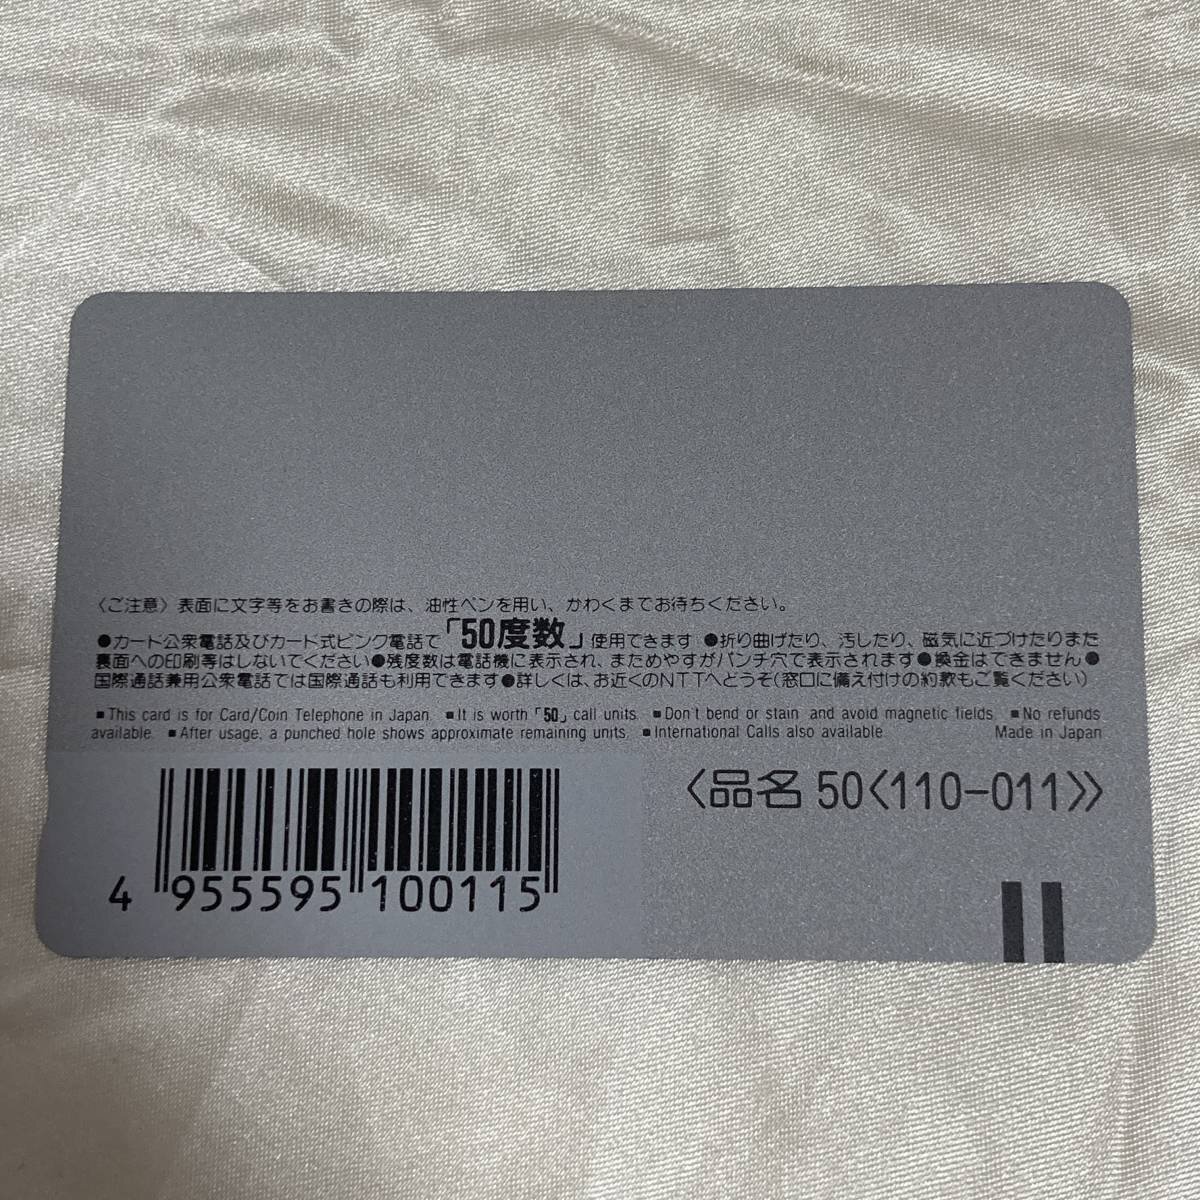 〈ご注意〉表面に文字等をお書きの際は、油性ペンを用い、かわくまでお待ちください。
●カード公衆電話及びカード式ピンク電話で「50度数」使用できます ●折り曲げたり、汚したり、磁気に近づけたりまた
裏面への印刷等はしないでください●残度数は電話機に表示され、まためやすがパンチ穴で表示されます●換金はできません●
国際通話兼用公衆電話では国際通話も利用できます●詳しくは、お近くのNTTへどうぞ(窓口に備え付けの約款もご覧ください)
■This card is for Card/Coin Telephone in Japan. ■It is worth「50」call units. ■Don't bend or stain and avoid magnetic fields. ■No refunds
available. ■After usage, a punched hole shows approximate remaining units. ■International Calls also available. Made in Japan
〈品名 50〈110-011〉〉
4 955595 100115